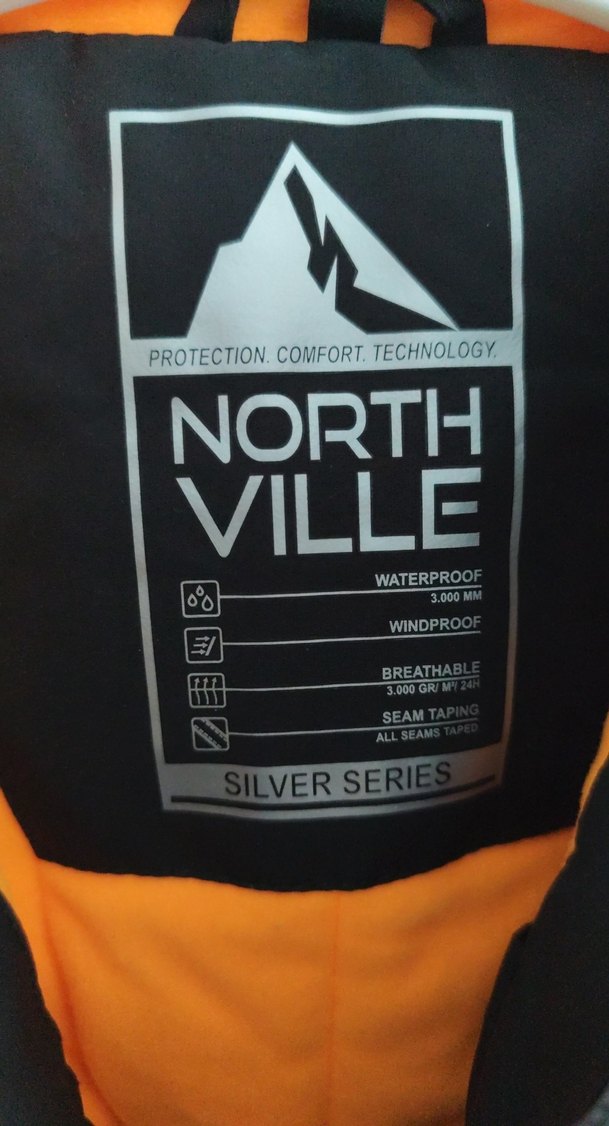 PROTECTION. COMFORT. TECHNOLOGY.
NORTH
VILLE
WATERPROOF
3.000 MM
WINDPROOF
BREATHABLE
3.000 GR/ M²/ 24H
SEAM TAPING
ALL SEAMS TAPED
SILVER SERIES